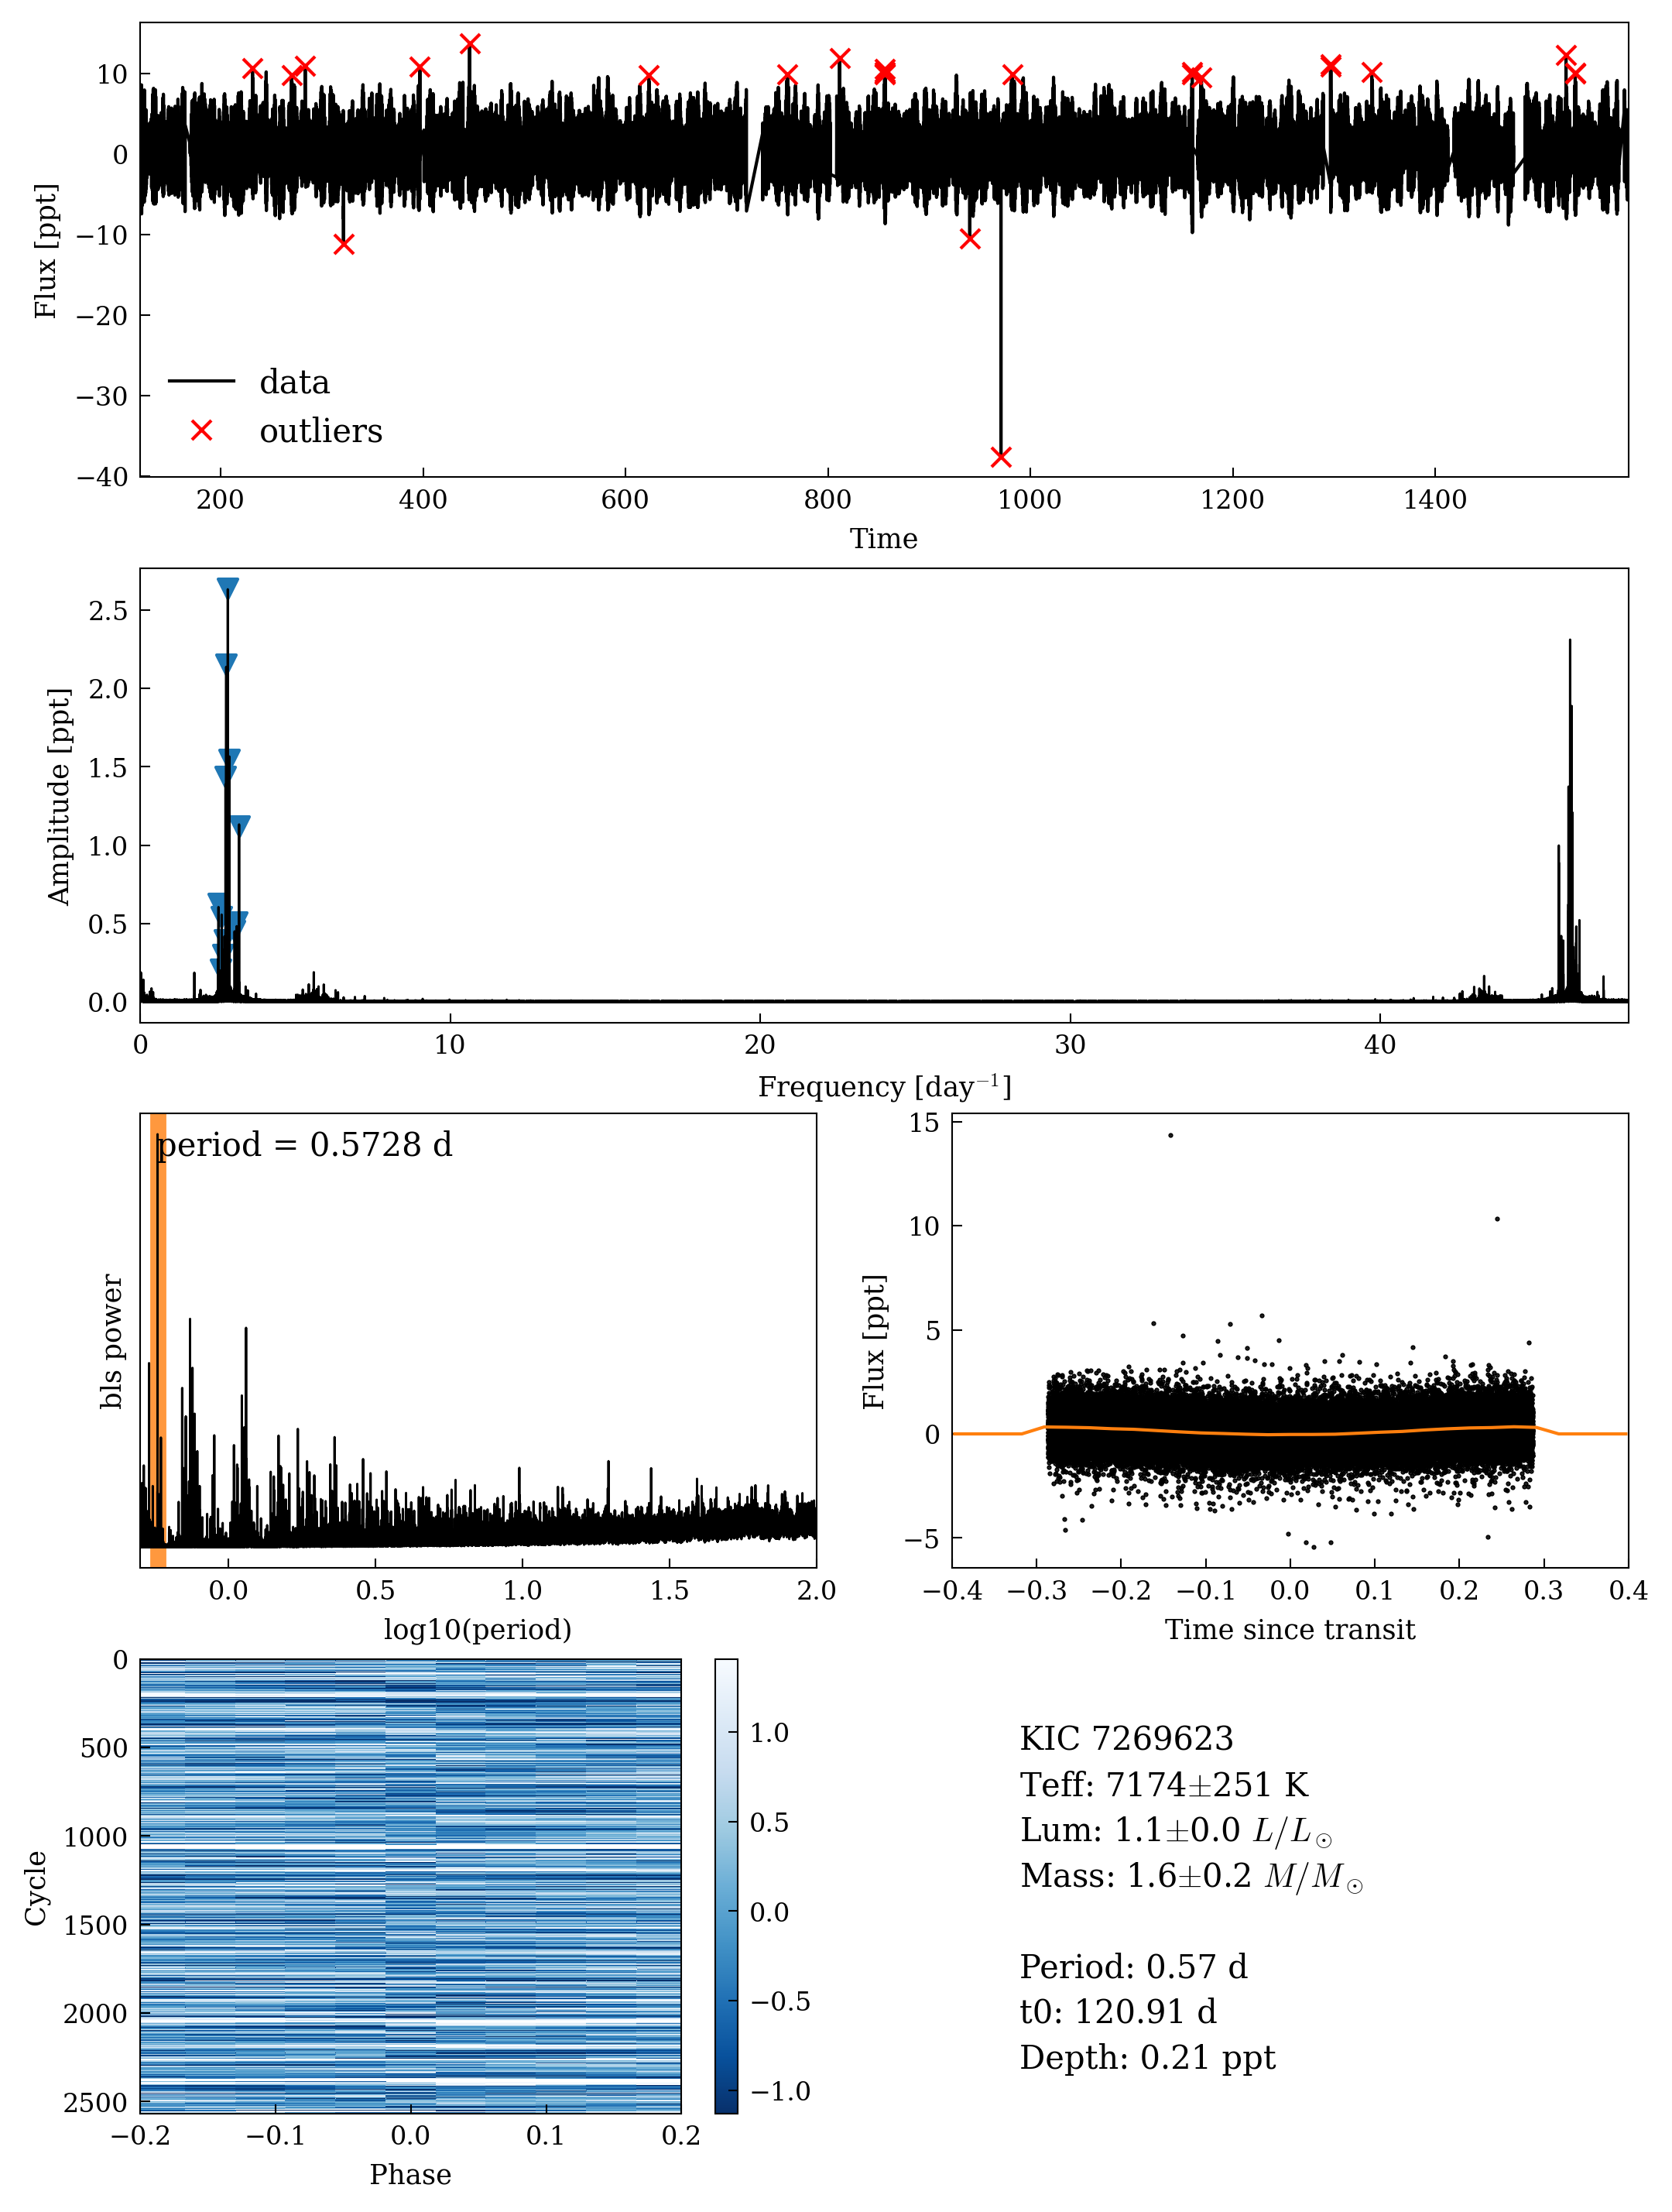 10
0
−10
−20
−30
−40
Flux [ppt]
data
outliers
200 400 600 800 1000 1200 1400
Time
2.5
2.0
1.5
1.0
0.5
0.0
Amplitude [ppt]
0 10 20 30 40
Frequency [day⁻¹]
period = 0.5728 d
bls power
0.0 0.5 1.0 1.5 2.0
log10(period)
15
10
5
0
−5
Flux [ppt]
−0.4 −0.3 −0.2 −0.1 0.0 0.1 0.2 0.3 0.4
Time since transit
0
500
1000
1500
2000
2500
Cycle
−0.2 −0.1 0.0 0.1 0.2
Phase
1.0
0.5
0.0
−0.5
−1.0
KIC 7269623
Teff: 7174±251 K
Lum: 1.1±0.0 L/L⊙
Mass: 1.6±0.2 M/M⊙
Period: 0.57 d
t0: 120.91 d
Depth: 0.21 ppt